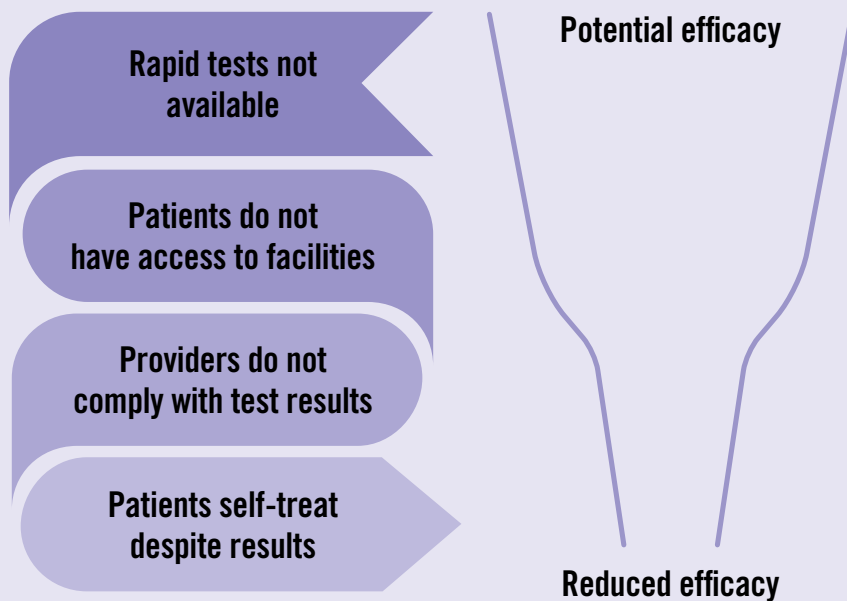 Rapid tests not
available
Patients do not
have access to facilities
Providers do not
comply with test results
Patients self-treat
despite results
Potential efficacy
Reduced efficacy